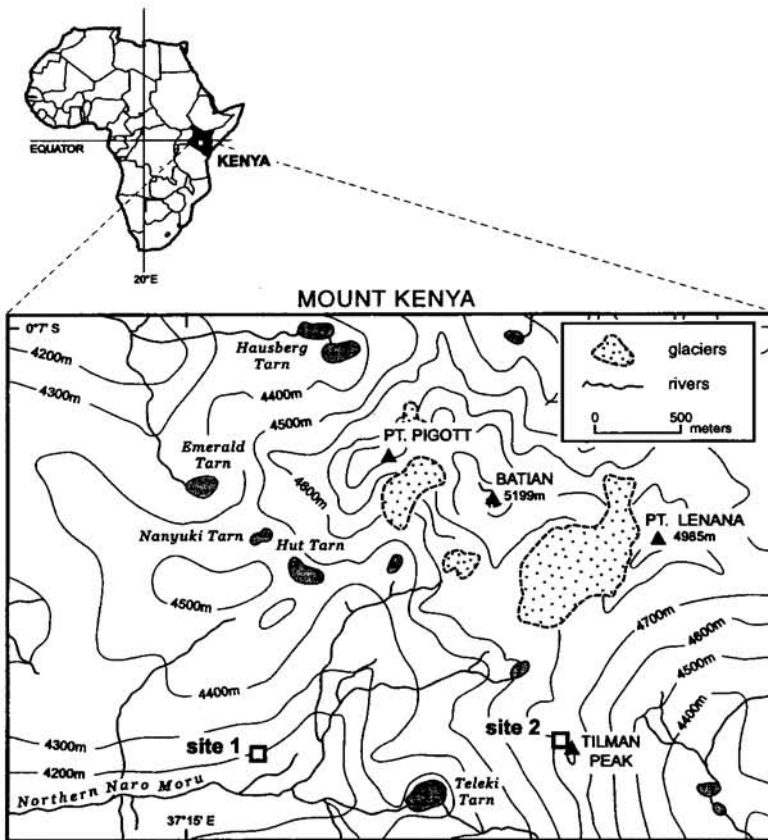 EQUATOR
KENYA
20°E
MOUNT KENYA
0°7' S
4200m
4300m
Hausberg
Tarn
4400m
4500m
glaciers
rivers
0 500
meters
PT. PIGOTT
Emerald
Tarn
4800m
BATIAN
5199m
PT. LENANA
4985m
Nanyuki Tarn
Hut Tarn
4500m
4700m
4600m
4500m
4400m
4400m
4300m
site 1
site 2
TILMAN
PEAK
4200m
Northern Naro Moru
Teleki
Tarn
37°15' E